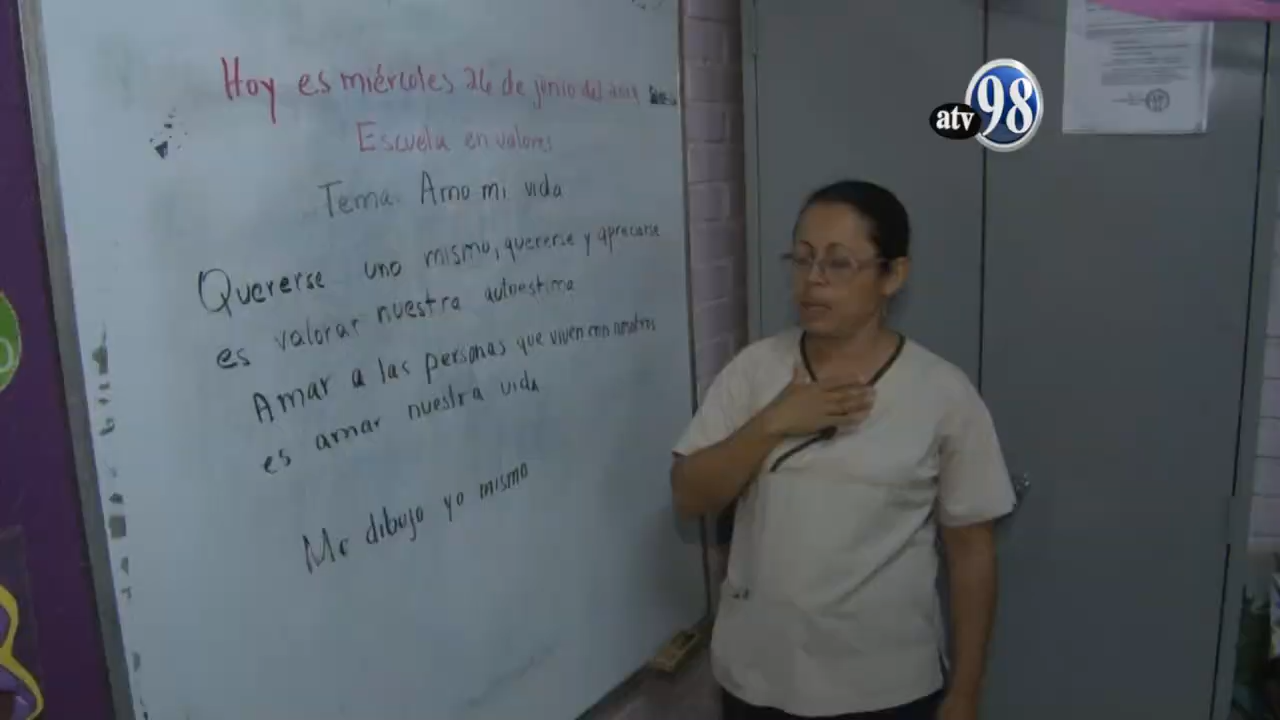 Hoy es miércoles 26 de junio del 2019
Escuela en valores
Tema: Amo mi vida
Quererse uno mismo, quererse y apreciarse
es valorar nuestra autoestima
Amar a las personas que viven con nosotros
es amar nuestra vida
Me dibujo yo mismo
atv 98